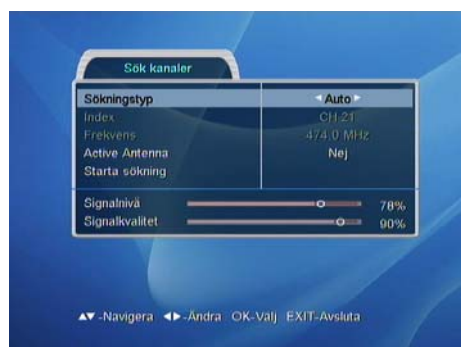 Sök kanaler
Sökningstyp Auto
Index CH 21
Frekvens 474.0 MHz
Active Antenna Nej
Starta sökning
Signalnivå 78%
Signalkvalitet 90%
▲▼-Navigera ◀▶-Ändra OK-Välj EXIT-Avsluta